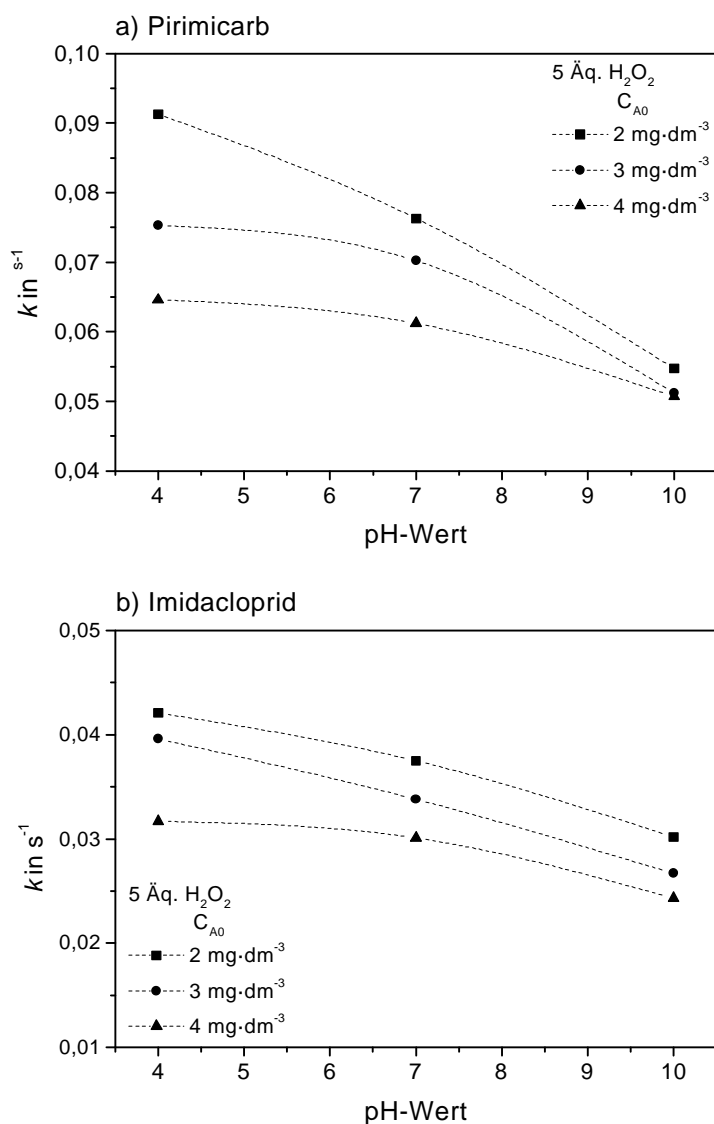 a) Pirimicarb
0,10
0,09
0,08
0,07
0,06
0,05
0,04
k in s⁻¹
5 Äq. H₂O₂
C_A0
2 mg·dm⁻³
3 mg·dm⁻³
4 mg·dm⁻³
4 5 6 7 8 9 10
pH-Wert
b) Imidacloprid
0,05
0,04
0,03
0,02
0,01
k in s⁻¹
5 Äq. H₂O₂
C_A0
2 mg·dm⁻³
3 mg·dm⁻³
4 mg·dm⁻³
4 5 6 7 8 9 10
pH-Wert